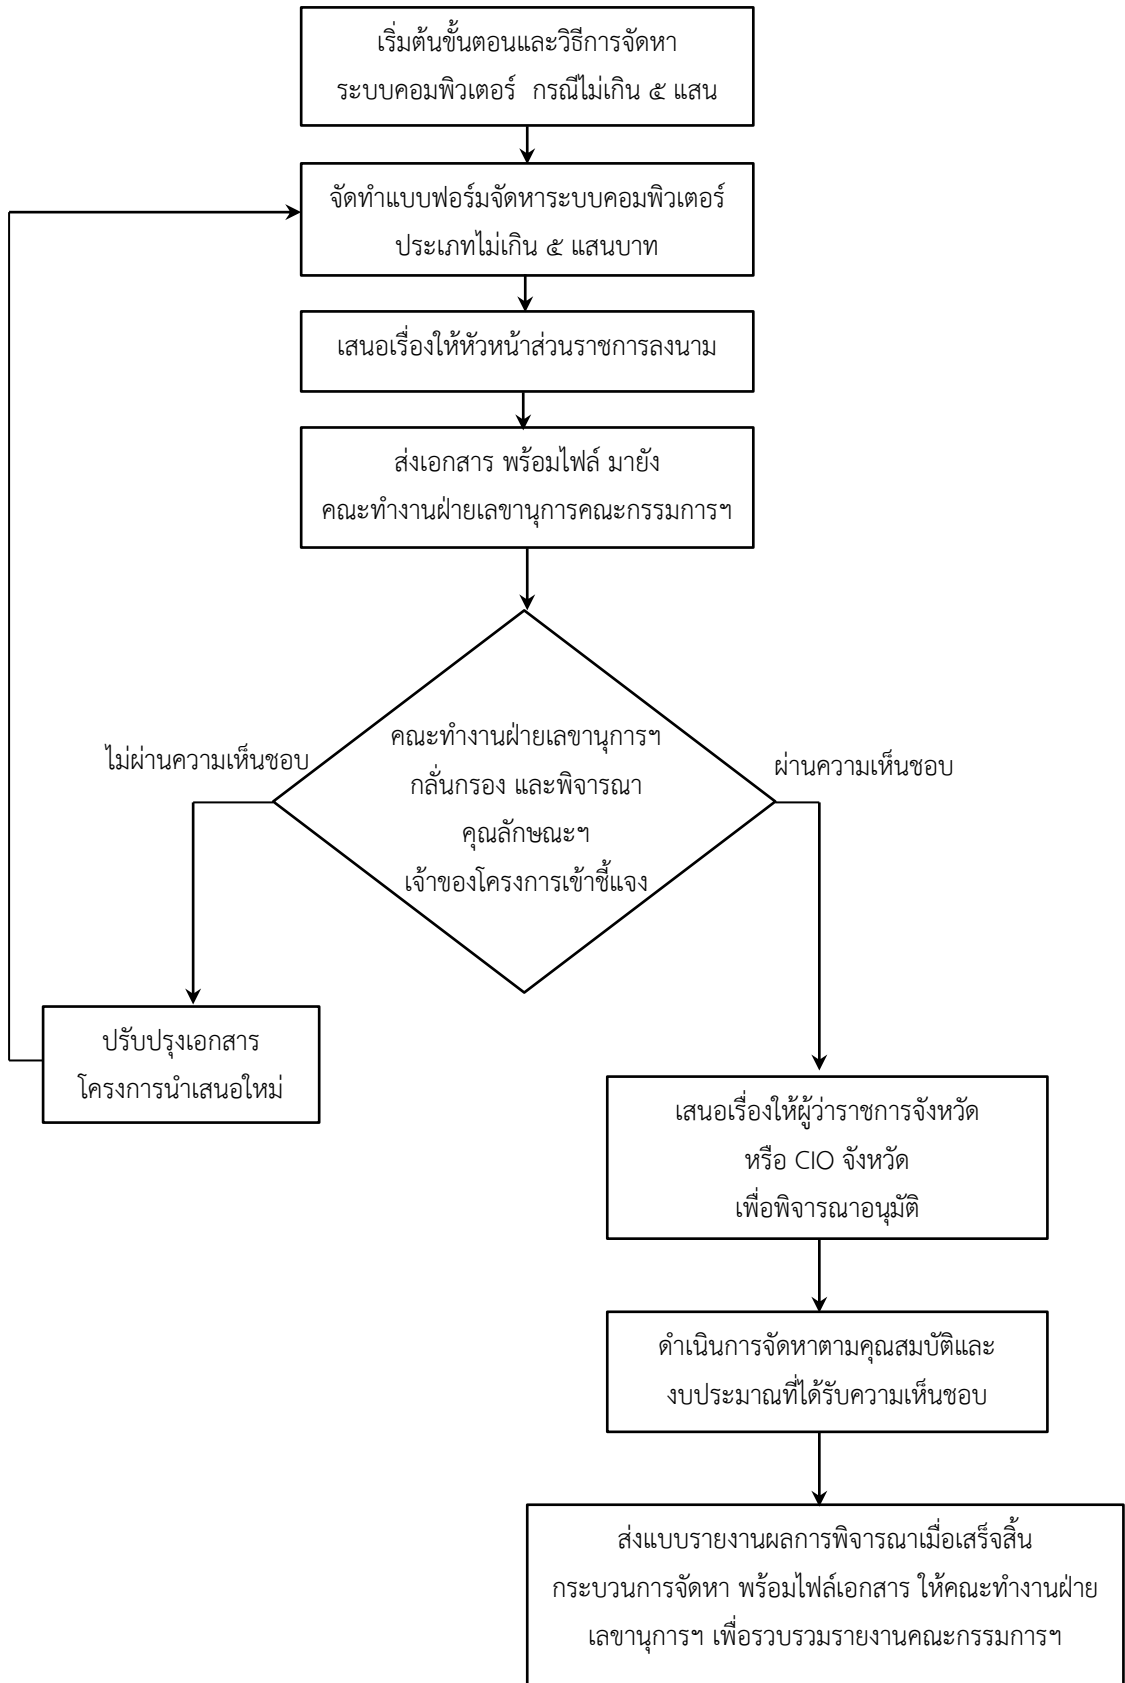 เริ่มต้นขั้นตอนและวิธีการจัดหา
ระบบคอมพิวเตอร์ กรณีไม่เกิน ๕ แสน
จัดทำแบบฟอร์มจัดหาระบบคอมพิวเตอร์
ประเภทไม่เกิน ๕ แสนบาท
เสนอเรื่องให้หัวหน้าส่วนราชการลงนาม
ส่งเอกสาร พร้อมไฟล์ มายัง
คณะทำงานฝ่ายเลขานุการคณะกรรมการฯ
คณะทำงานฝ่ายเลขานุการฯ
กลั่นกรอง และพิจารณา
คุณลักษณะฯ
เจ้าของโครงการเข้าชี้แจง
ไม่ผ่านความเห็นชอบ
ผ่านความเห็นชอบ
ปรับปรุงเอกสาร
โครงการนำเสนอใหม่
เสนอเรื่องให้ผู้ว่าราชการจังหวัด
หรือ CIO จังหวัด
เพื่อพิจารณาอนุมัติ
ดำเนินการจัดหาตามคุณสมบัติและ
งบประมาณที่ได้รับความเห็นชอบ
ส่งแบบรายงานผลการพิจารณาเมื่อเสร็จสิ้น
กระบวนการจัดหา พร้อมไฟล์เอกสาร ให้คณะทำงานฝ่าย
เลขานุการฯ เพื่อรวบรวมรายงานคณะกรรมการฯ